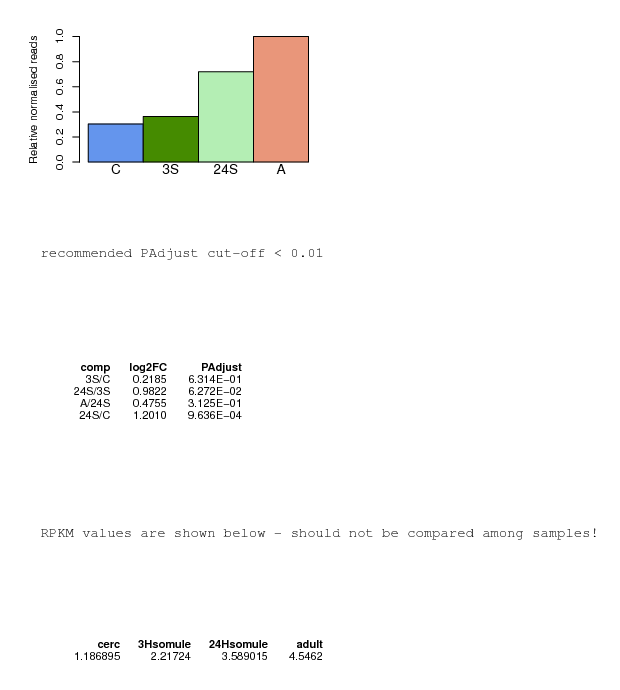 Relative normalised reads
1.0
0.8
0.6
0.4
0.2
0.0
C 3S 24S A
recommended PAdjust cut-off < 0.01
comp log2FC PAdjust
3S/C 0.2185 6.314E−01
24S/3S 0.9822 6.272E−02
A/24S 0.4755 3.125E−01
24S/C 1.2010 9.636E−04
RPKM values are shown below - should not be compared among samples!
cerc 3Hsomule 24Hsomule adult
1.186895 2.21724 3.589015 4.5462